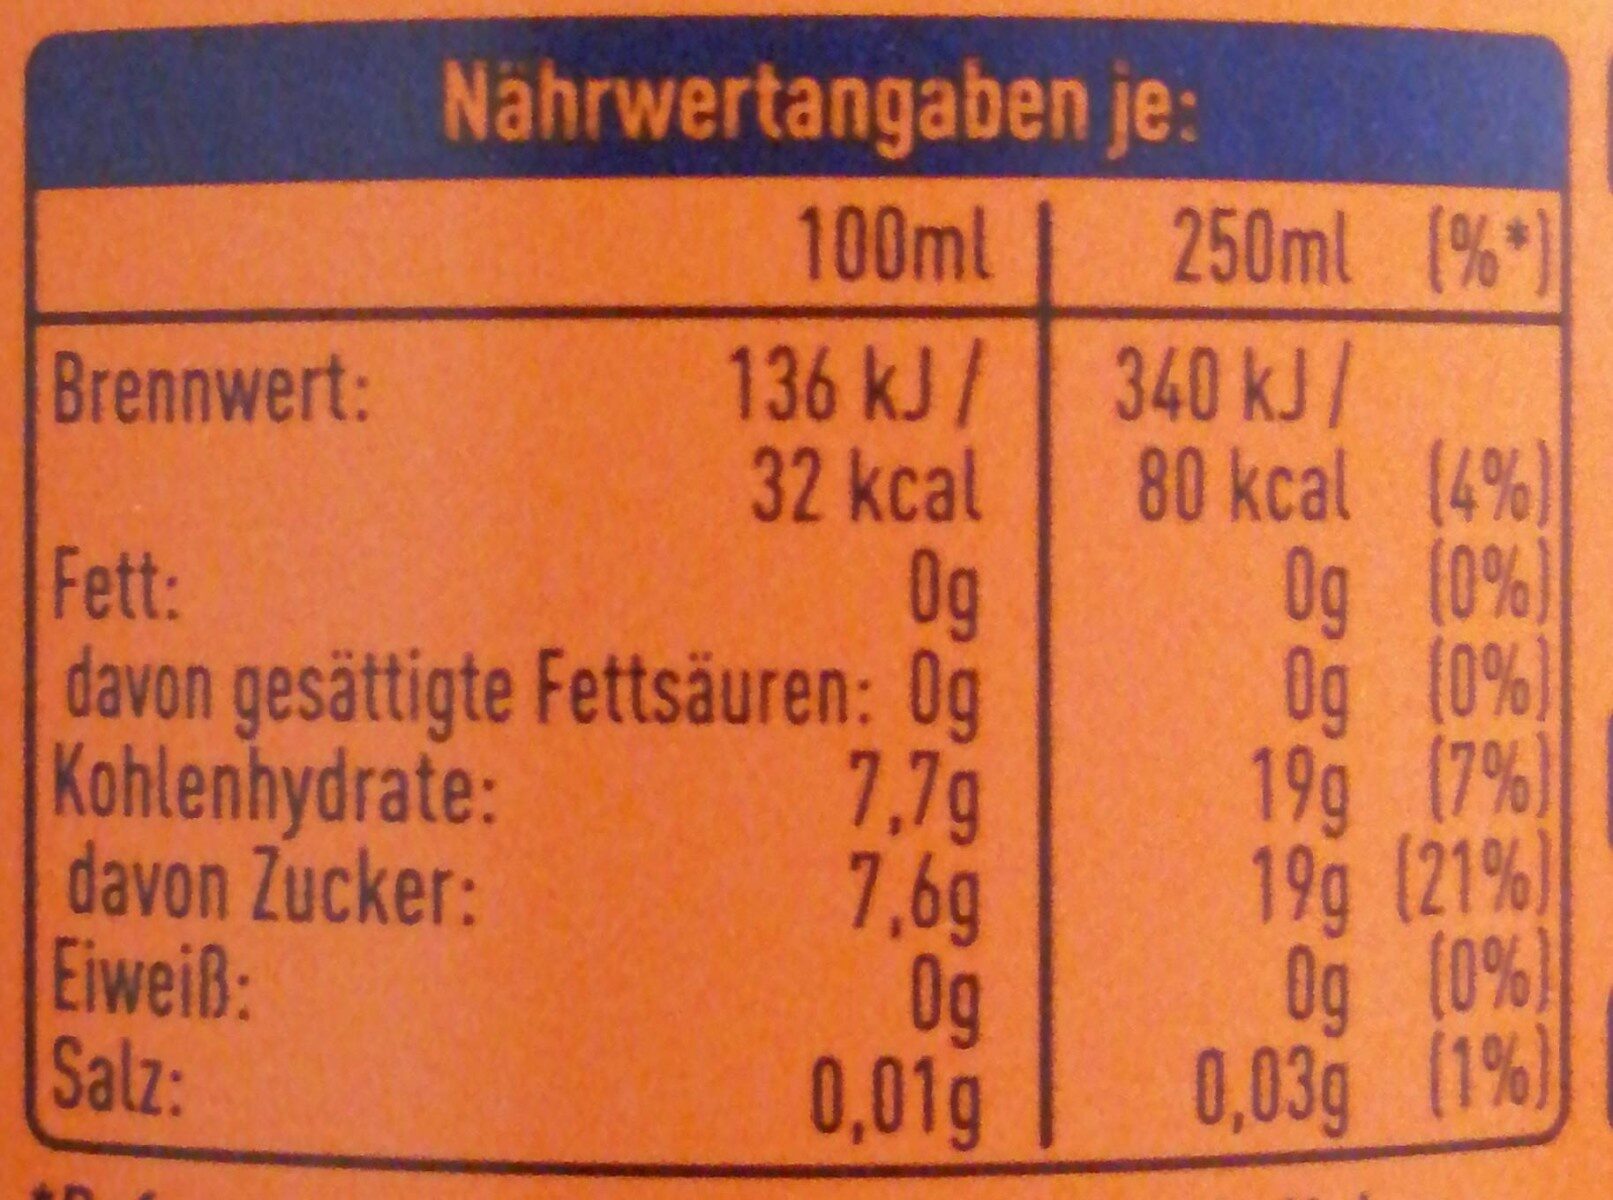 Nährwertangaben je:
100ml 250ml (%*)
Brennwert: 136 kJ / 340 kJ /
32 kcal 80 kcal (4%)
Fett: 0g 0g (0%)
davon gesättigte Fettsäuren: 0g 0g (0%)
Kohlenhydrate: 7,7g 19g (7%)
davon Zucker: 7,6g 19g (21%)
Eiweiß: 0g 0g (0%)
Salz: 0,01g 0,03g (1%)